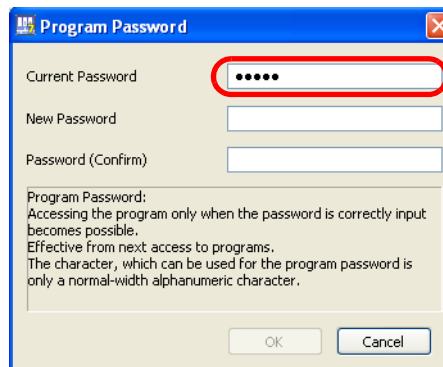 Program Password
Current Password
●●●●●
New Password
Password (Confirm)
Program Password:
Accessing the program only when the password is correctly input
becomes possible.
Effective from next access to programs.
The character, which can be used for the program password is
only a normal-width alphanumeric character.
OK
Cancel